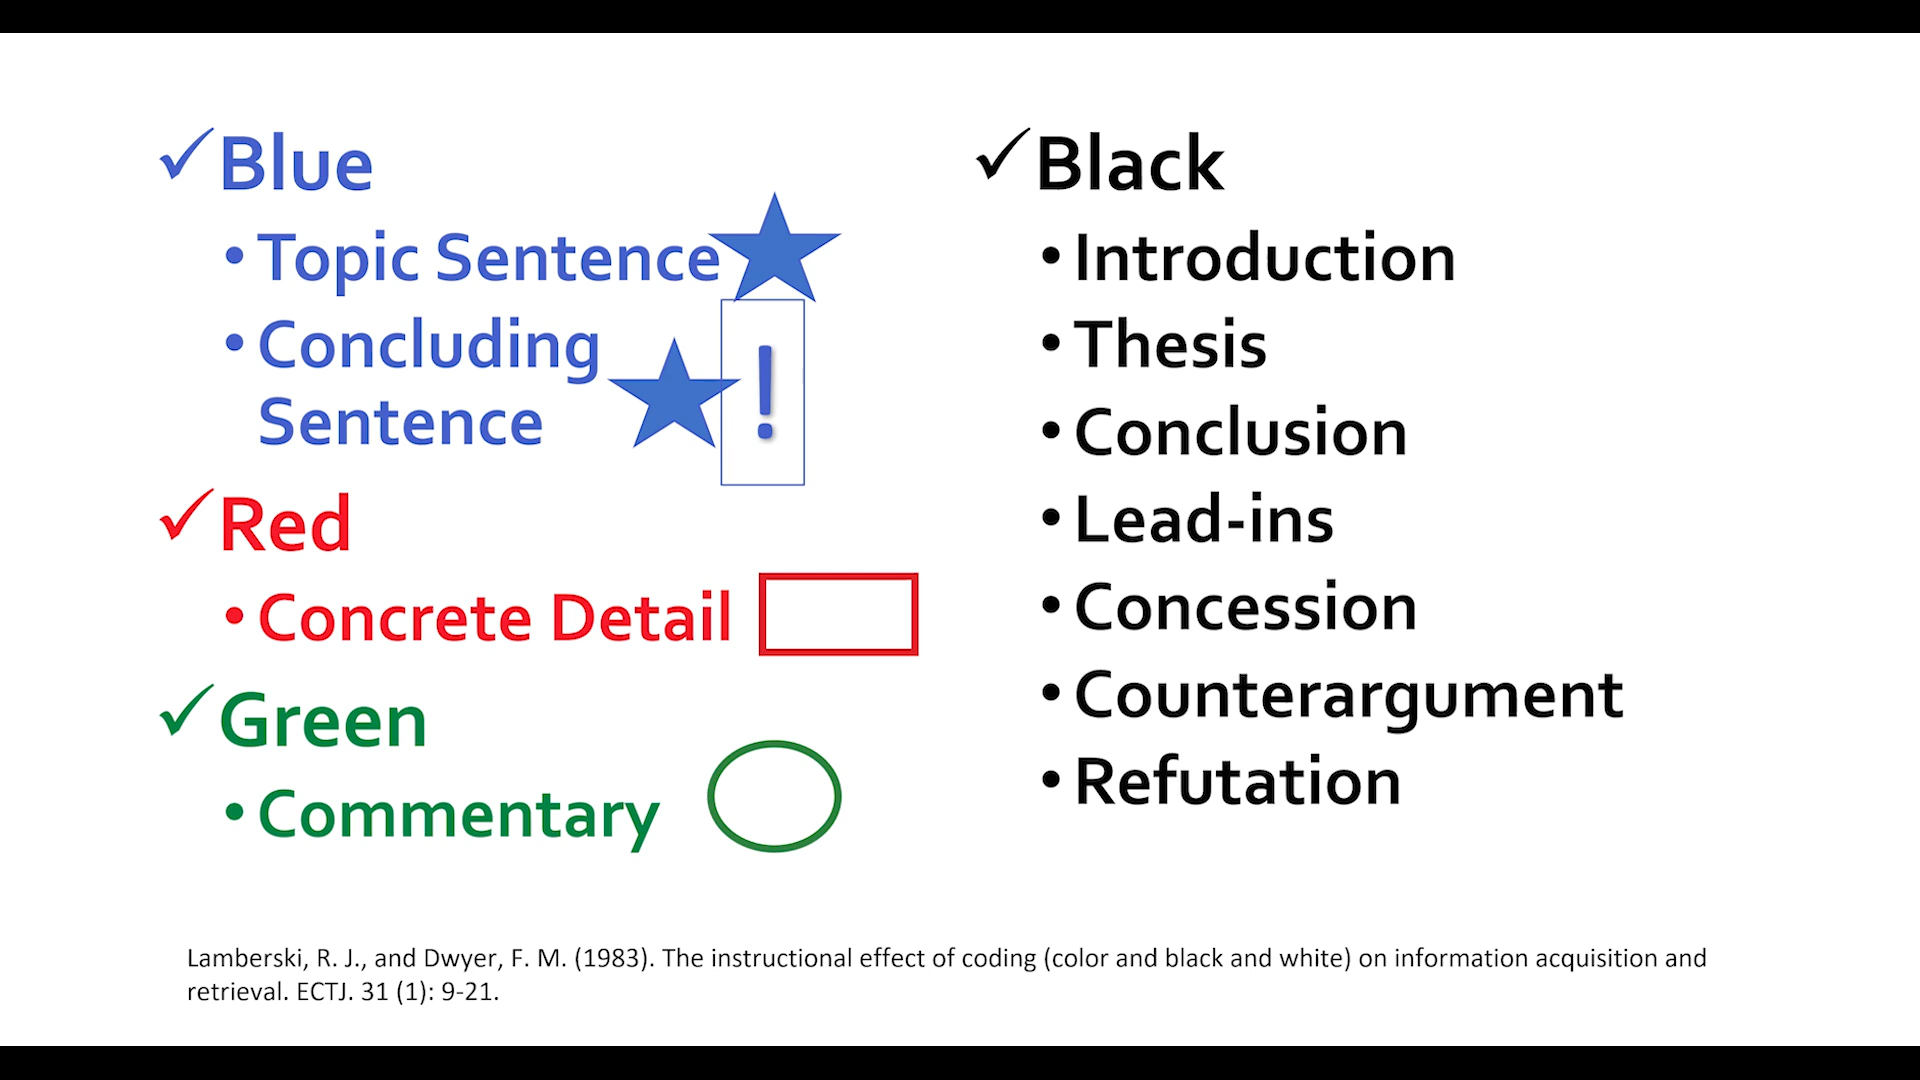 ✓Blue
•Topic Sentence
•Concluding
Sentence
!
✓Red
•Concrete Detail
✓Green
•Commentary
✓Black
•Introduction
•Thesis
•Conclusion
•Lead-ins
•Concession
•Counterargument
•Refutation
Lamberski, R. J., and Dwyer, F. M. (1983). The instructional effect of coding (color and black and white) on information acquisition and
retrieval. ECTJ. 31 (1): 9-21.